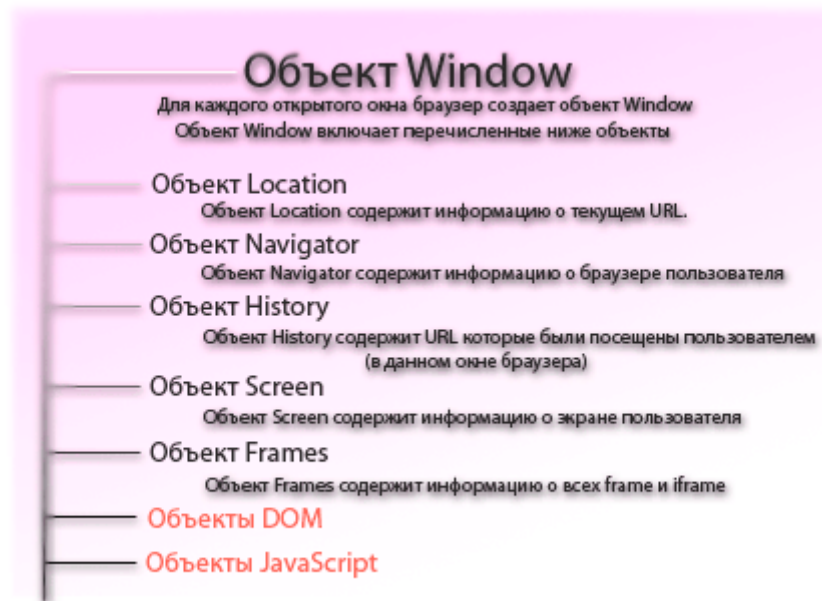 Объект Window
Для каждого открытого окна браузер создает объект Window
Объект Window включает перечисленные ниже объекты
Объект Location
Объект Location содержит информацию о текущем URL.
Объект Navigator
Объект Navigator содержит информацию о браузере пользователя
Объект History
Объект History содержит URL которые были посещены пользователем
(в данном окне браузера)
Объект Screen
Объект Screen содержит информацию о экране пользователя
Объект Frames
Объект Frames содержит информацию о всех frame и iframe
Объекты DOM
Объекты JavaScript